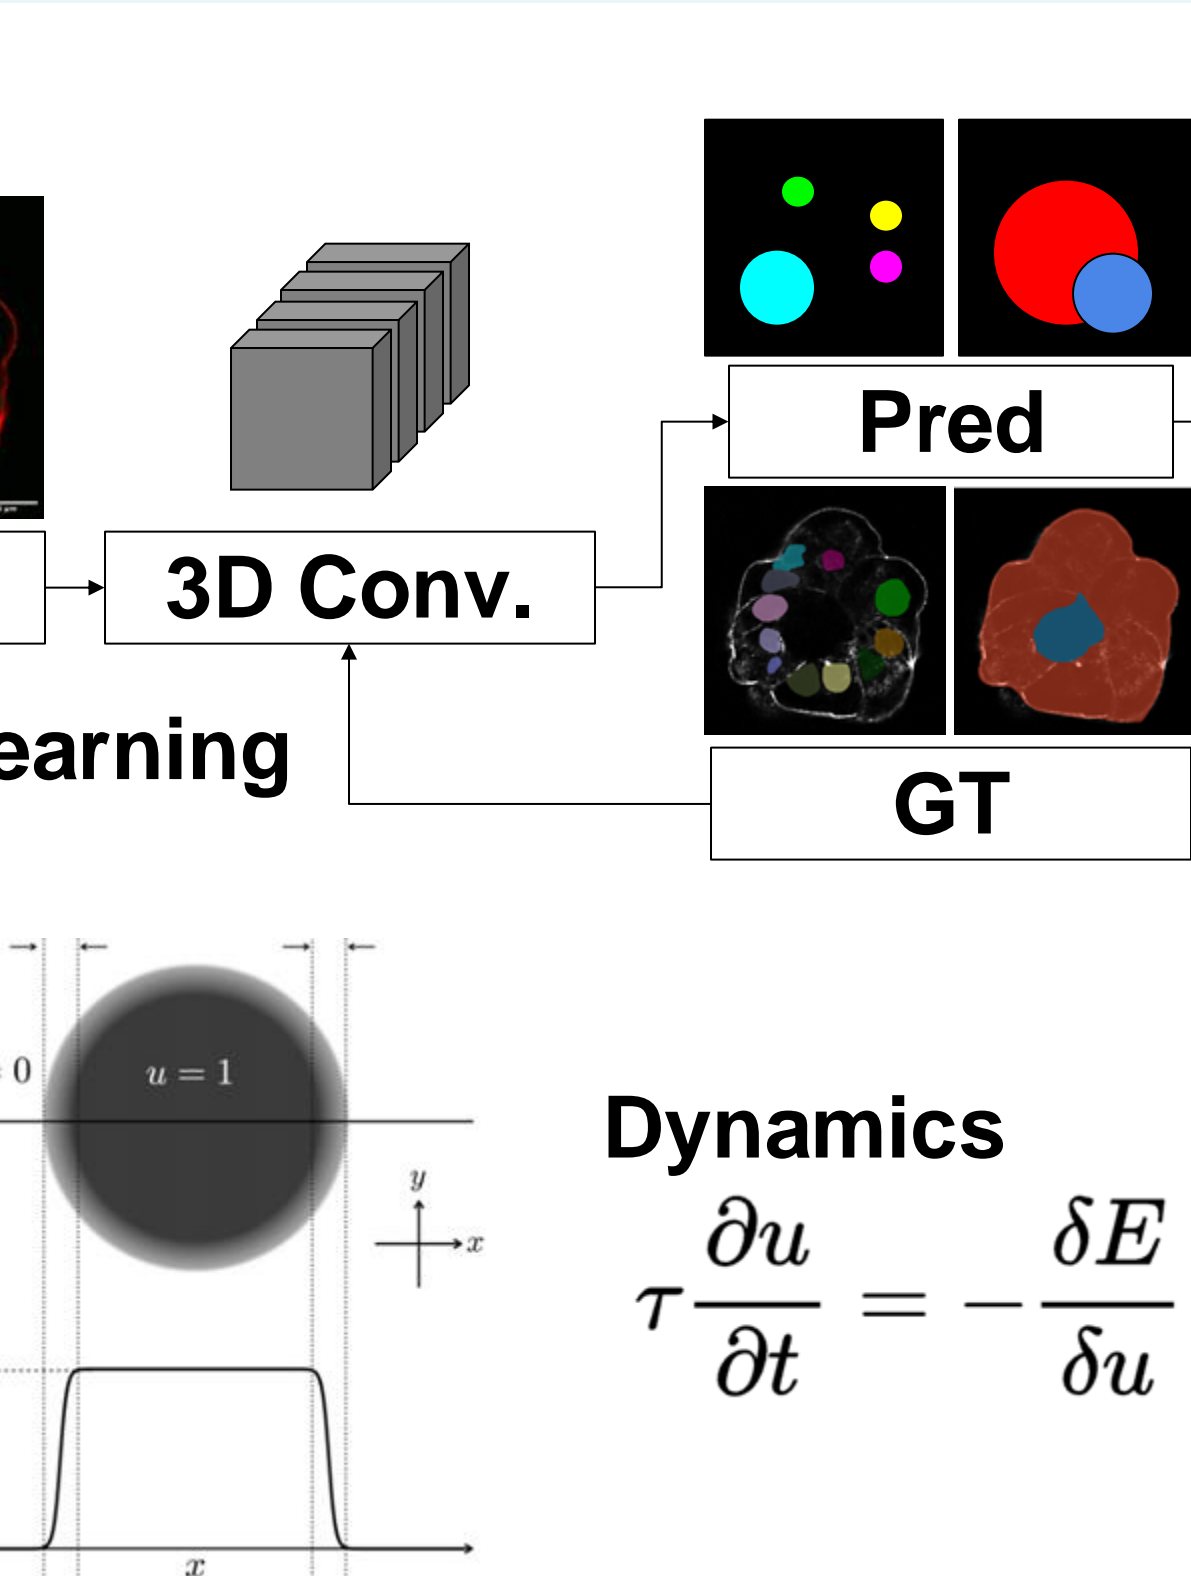 Pred
3D Conv.
earning
GT
= 0
u = 1
Dynamics
y
x
τ ∂u/∂t = − δE/δu
x